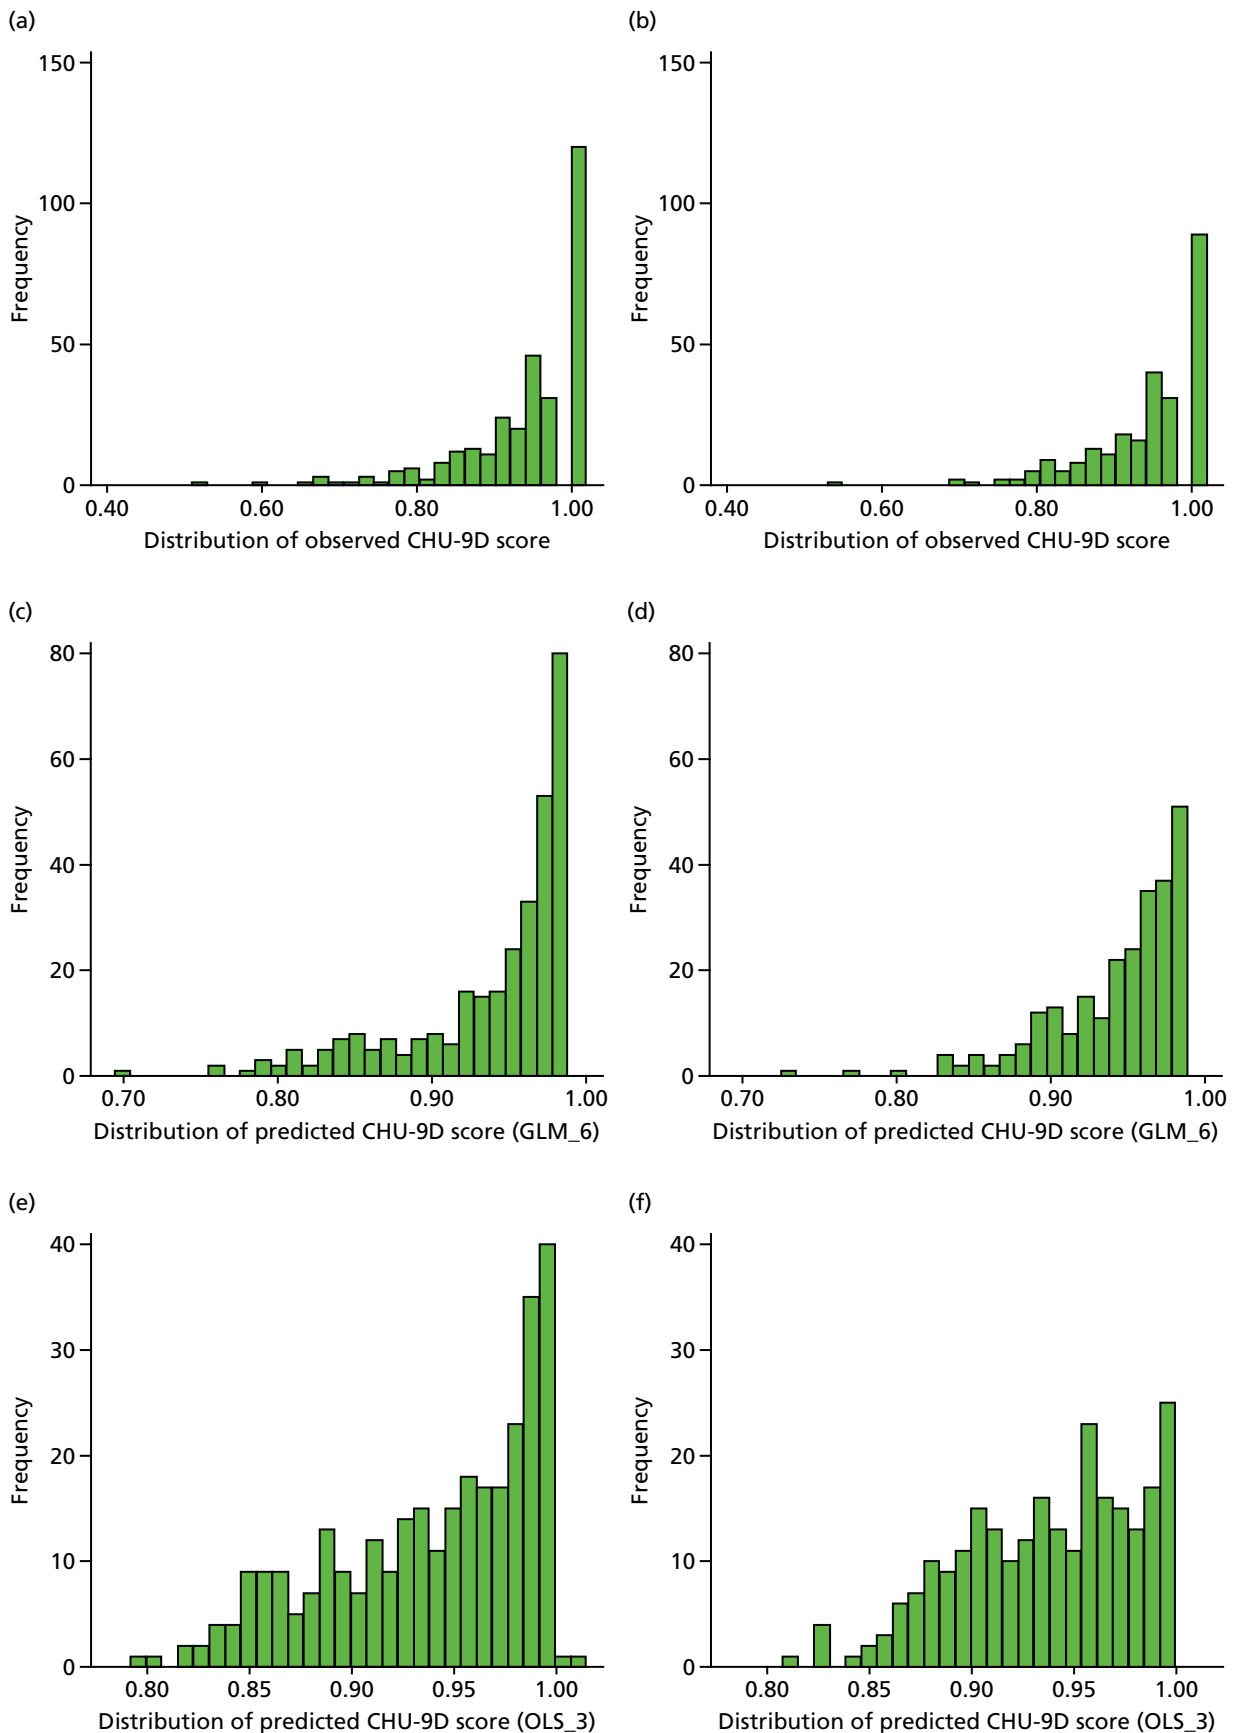 (a)
150
100
50
0
Frequency
0.40 0.60 0.80 1.00
Distribution of observed CHU-9D score
(b)
150
100
50
0
Frequency
0.40 0.60 0.80 1.00
Distribution of observed CHU-9D score
(c)
80
60
40
20
0
Frequency
0.70 0.80 0.90 1.00
Distribution of predicted CHU-9D score (GLM_6)
(d)
80
60
40
20
0
Frequency
0.70 0.80 0.90 1.00
Distribution of predicted CHU-9D score (GLM_6)
(e)
40
30
20
10
0
Frequency
0.80 0.85 0.90 0.95 1.00
Distribution of predicted CHU-9D score (OLS_3)
(f)
40
30
20
10
0
Frequency
0.80 0.85 0.90 0.95 1.00
Distribution of predicted CHU-9D score (OLS_3)